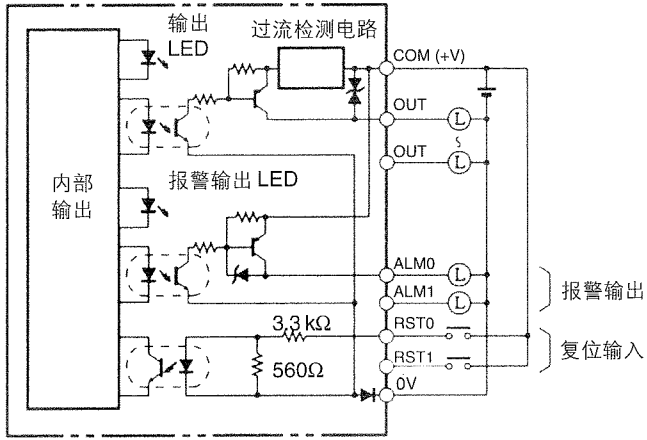 输出
LED
过流检测电路
COM (+V)
OUT
L
OUT
L
内部
输出
报警输出 LED
ALM0
L
ALM1
L
报警输出
3.3 kΩ
RST0
560Ω
RST1
复位输入
0V